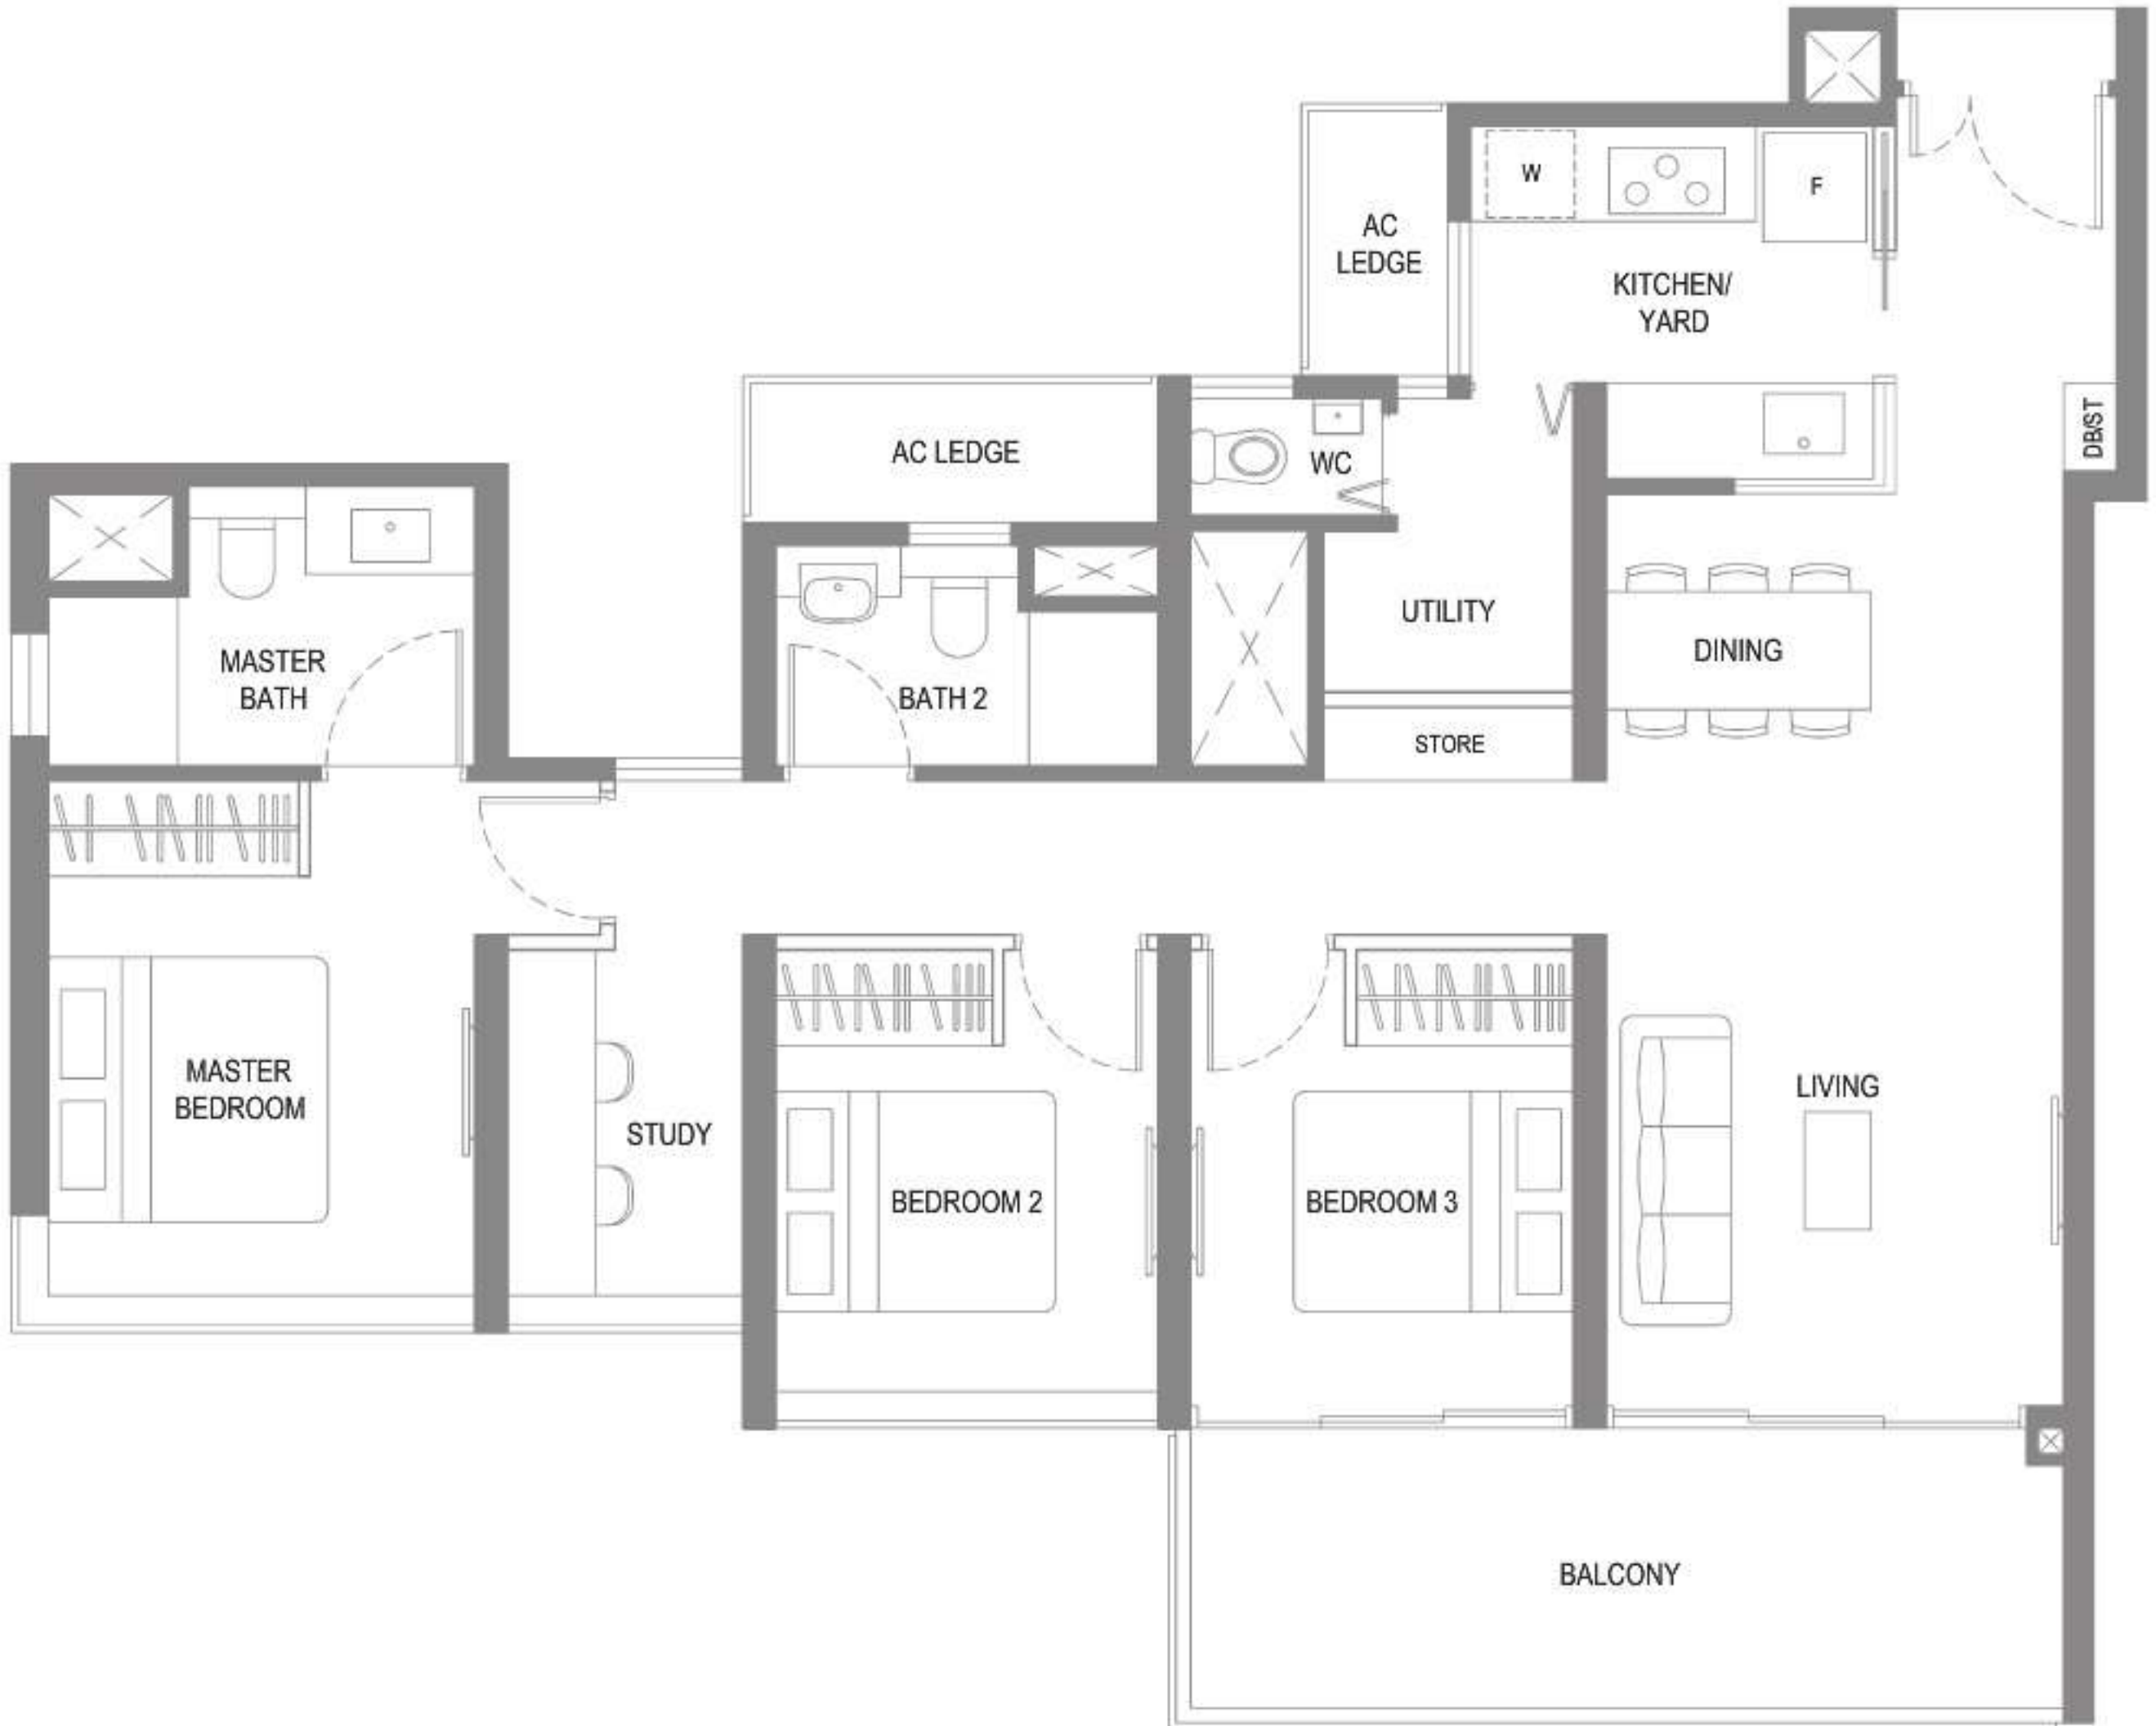 W
F
AC
LEDGE
KITCHEN/
YARD
DB/ST
AC LEDGE
WC
UTILITY
DINING
MASTER
BATH
BATH 2
STORE
MASTER
BEDROOM
STUDY
BEDROOM 2
BEDROOM 3
LIVING
BALCONY